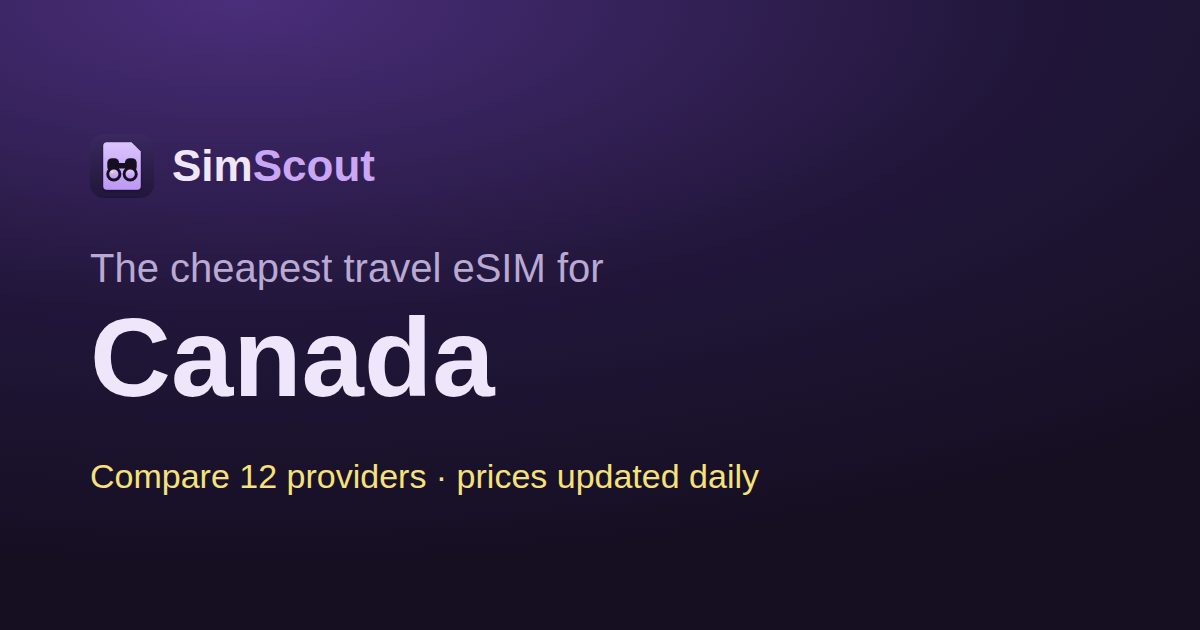 SimScout
The cheapest travel eSIM for
Canada
Compare 12 providers · prices updated daily